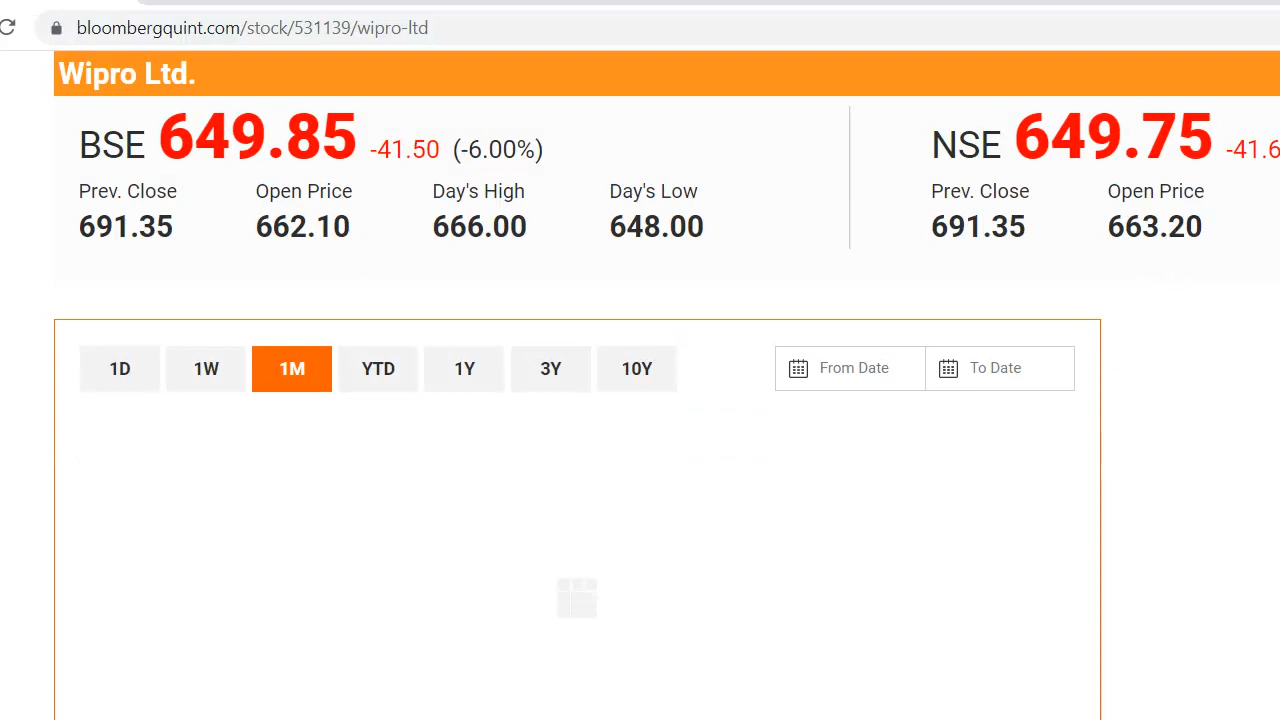 bloombergquint.com/stock/531139/wipro-ltd
Wipro Ltd.
BSE 649.85 -41.50 (-6.00%)
Prev. Close Open Price Day's High Day's Low
691.35 662.10 666.00 648.00
NSE 649.75 -41.6
Prev. Close Open Price
691.35 663.20
1D 1W 1M YTD 1Y 3Y 10Y From Date To Date